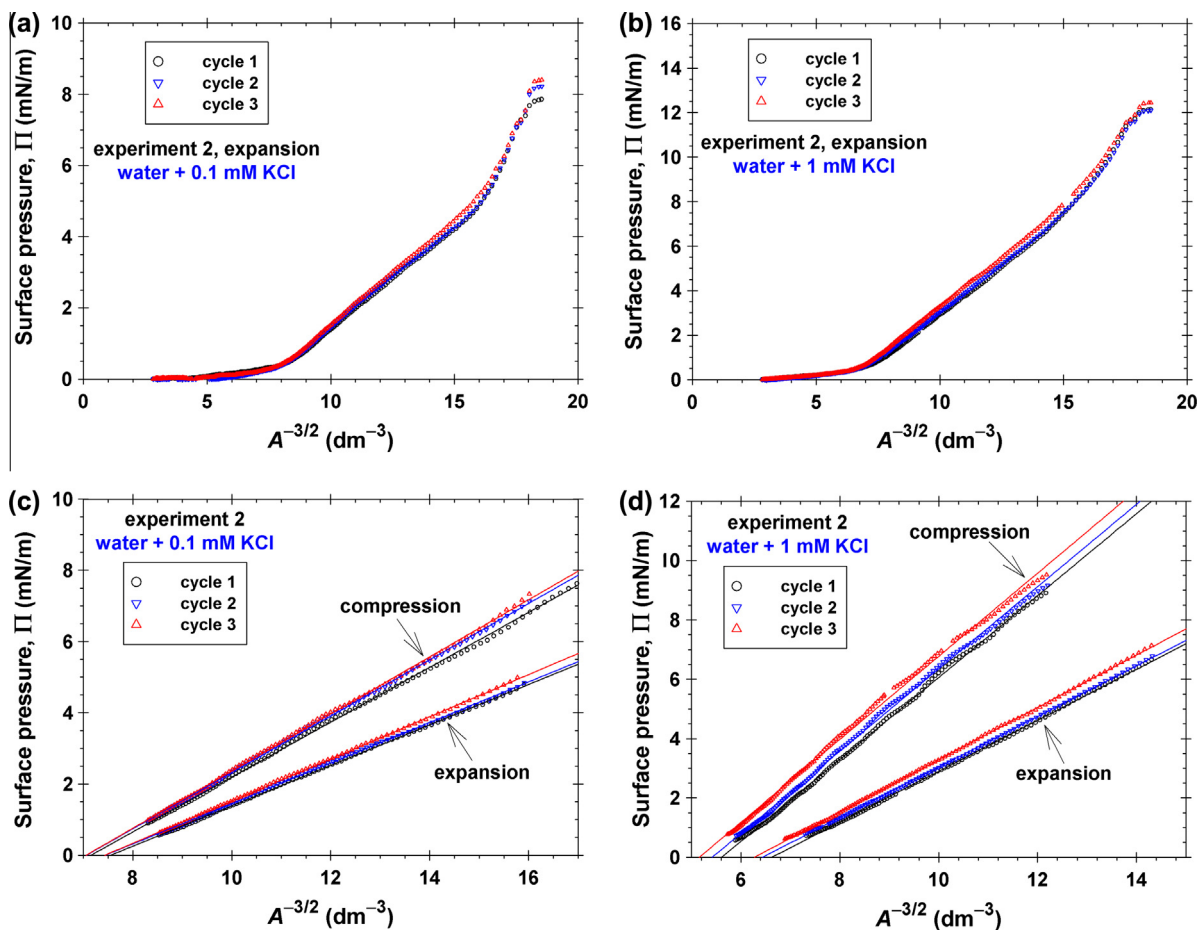 (a)
10
8
6
4
2
0
Surface pressure, Π (mN/m)
cycle 1
cycle 2
cycle 3
experiment 2, expansion
water + 0.1 mM KCl
0 5 10 15 20
A^−3/2 (dm^−3)
(b)
16
14
12
10
8
6
4
2
0
Surface pressure, Π (mN/m)
cycle 1
cycle 2
cycle 3
experiment 2, expansion
water + 1 mM KCl
0 5 10 15 20
A^−3/2 (dm^−3)
(c)
10
8
6
4
2
0
Surface pressure, Π (mN/m)
experiment 2
water + 0.1 mM KCl
cycle 1
cycle 2
cycle 3
compression
expansion
8 10 12 14 16
A^−3/2 (dm^−3)
(d)
12
10
8
6
4
2
0
Surface pressure, Π (mN/m)
experiment 2
water + 1 mM KCl
cycle 1
cycle 2
cycle 3
compression
expansion
6 8 10 12 14
A^−3/2 (dm^−3)